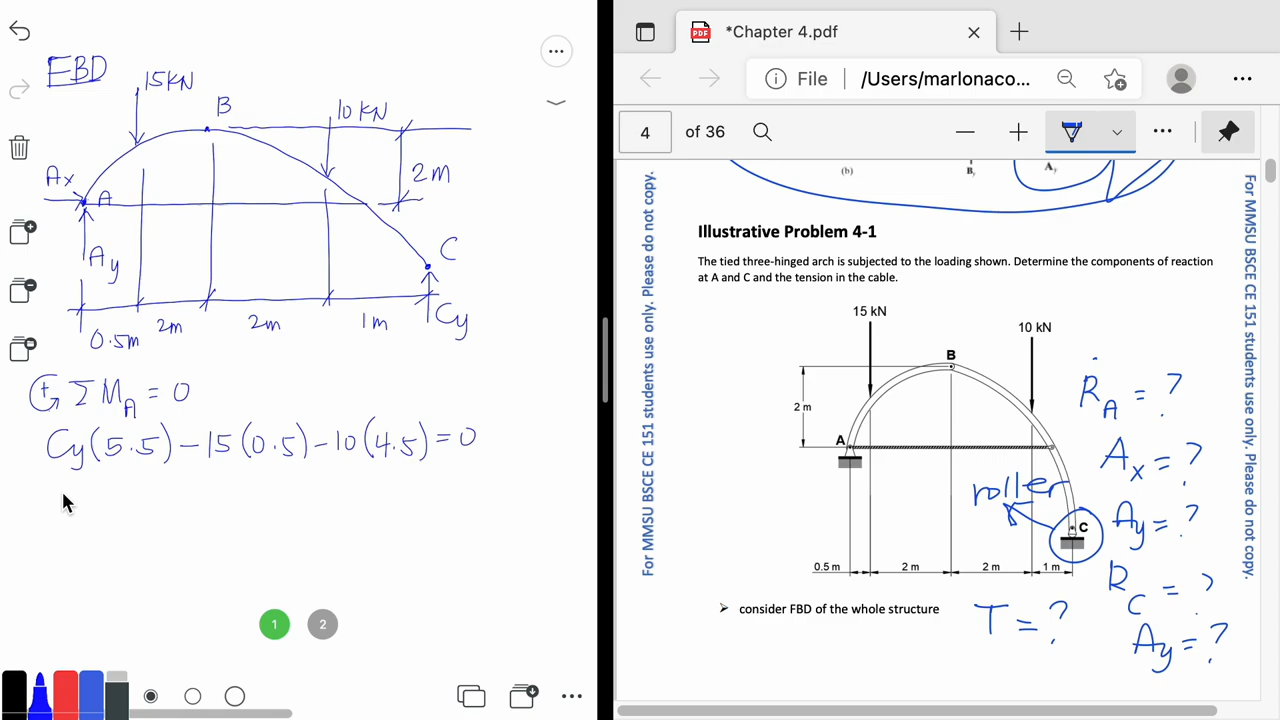 FBD
15KN
B
10 KN
Ax
A
2m
Ay
C
Cy
0.5m
2m
2m
1m
+ ΣM_A = 0
Cy(5.5) - 15(0.5) - 10(4.5) = 0
1
2
*Chapter 4.pdf
File
/Users/marlonaco...
4
of 36
(b)
B_y
A_y
For MMSU BSCE CE 151 students use only. Please do not copy.
Illustrative Problem 4-1
The tied three-hinged arch is subjected to the loading shown. Determine the components of reaction
at A and C and the tension in the cable.
15 kN
10 kN
B
2 m
A
roller
C
0.5 m
2 m
2 m
1 m
R_A = ?
Ax = ?
Ay = ?
R_C = ?
Ay = ?
T = ?
➢ consider FBD of the whole structure
For MMSU BSCE CE 151 students use only. Please do not copy.